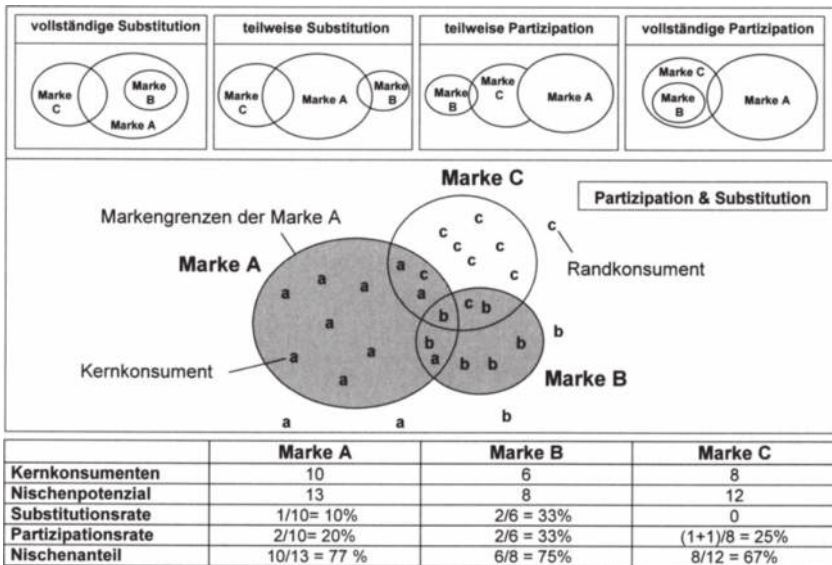 vollständige Substitution
teilweise Substitution
teilweise Partizipation
vollständige Partizipation
Marke C
Marke B
Marke A
Marke C
Marke A
Marke B
Marke B
Marke C
Marke A
Marke C
Marke B
Marke A
Marke C
Partizipation & Substitution
Markengrenzen der Marke A
Marke A
Randkonsument
Kernkonsument
Marke B
c
c c
c c
c
c
a c
a a a a
a
c b
b
a
b b
b
a a a b b
a
a a b
Marke A Marke B Marke C
Kernkonsumenten 10 6 8
Nischenpotenzial 13 8 12
Substitutionsrate 1/10= 10% 2/6 = 33% 0
Partizipationsrate 2/10= 20% 2/6 = 33% (1+1)/8 = 25%
Nischenanteil 10/13 = 77 % 6/8 = 75% 8/12 = 67%